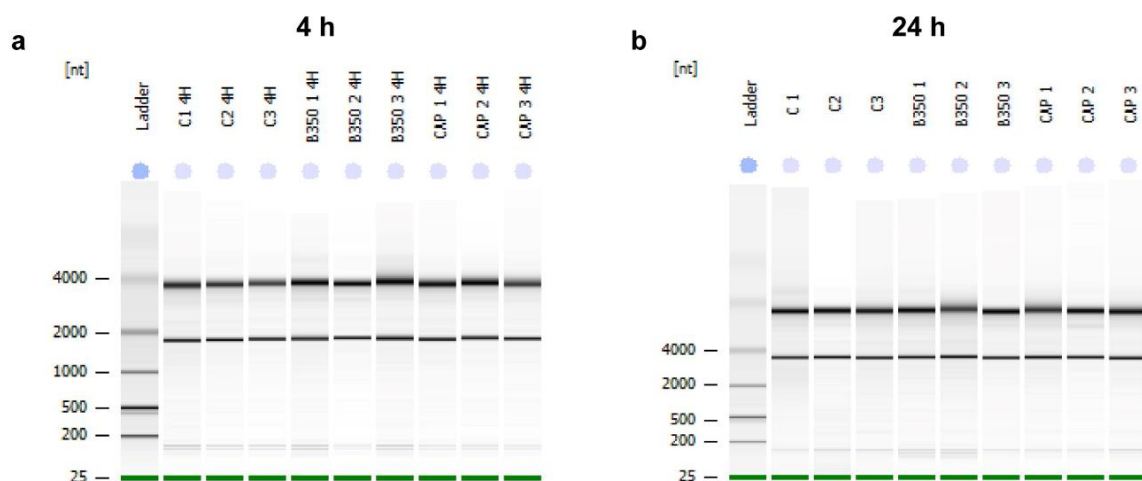 a
4 h
[nt]
Ladder
C1 4H
C2 4H
C3 4H
B350 1 4H
B350 2 4H
B350 3 4H
CAP 1 4H
CAP 2 4H
CAP 3 4H
4000
2000
1000
500
200
25
b
24 h
[nt]
Ladder
C 1
C2
C3
B350 1
B350 2
B350 3
CAP 1
CAP 2
CAP 3
4000
2000
500
200
25